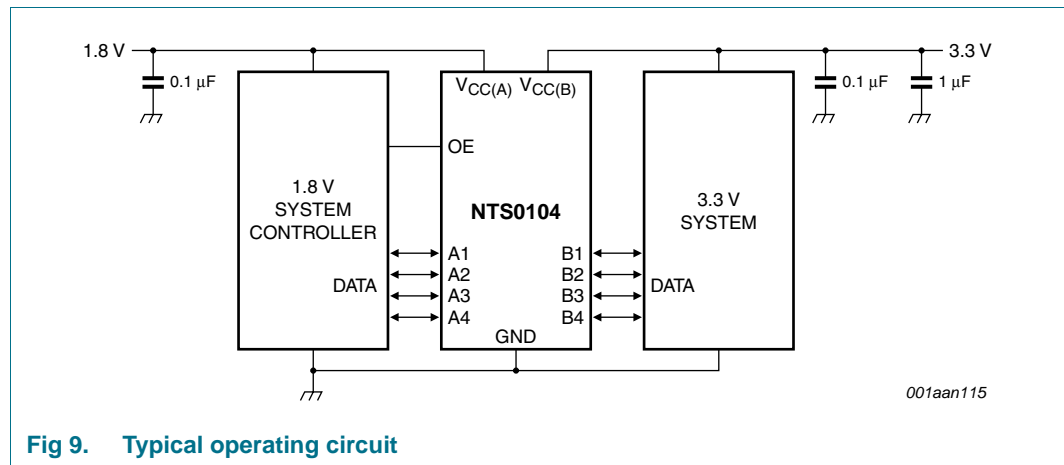 1.8 V
0.1 μF
VCC(A) VCC(B)
0.1 μF
1 μF
3.3 V
OE
1.8 V
SYSTEM
CONTROLLER
NTS0104
3.3 V
SYSTEM
DATA
A1
A2
A3
A4
B1
B2
B3
B4
DATA
GND
001aan115
Fig 9. Typical operating circuit